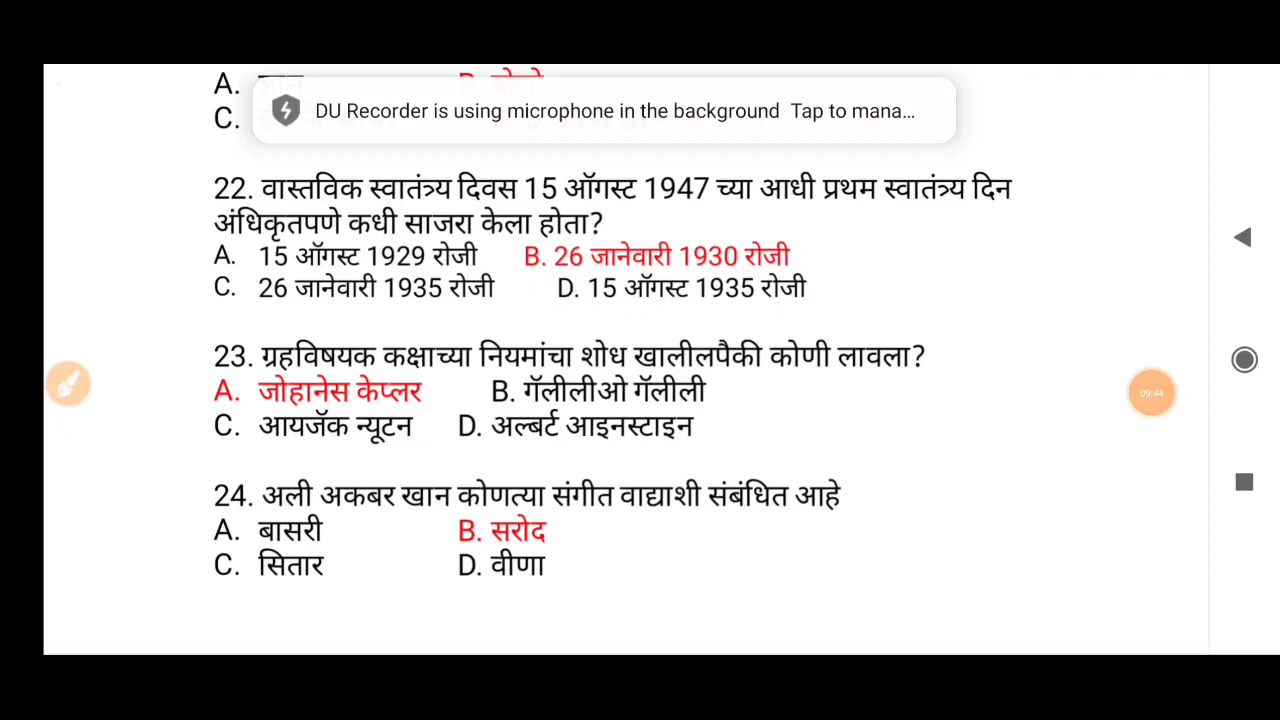 A.
C.
DU Recorder is using microphone in the background Tap to mana...
22. वास्तविक स्वातंत्र्य दिवस 15 ऑगस्ट 1947 च्या आधी प्रथम स्वातंत्र्य दिन
अंधिकृतपणे कधी साजरा केला होता?
A. 15 ऑगस्ट 1929 रोजी B. 26 जानेवारी 1930 रोजी
C. 26 जानेवारी 1935 रोजी D. 15 ऑगस्ट 1935 रोजी
23. ग्रहविषयक कक्षाच्या नियमांचा शोध खालीलपैकी कोणी लावला?
A. जोहानेस केप्लर B. गॅलीलीओ गॅलीली
C. आयजॅक न्यूटन D. अल्बर्ट आइनस्टाइन
09:44
24. अली अकबर खान कोणत्या संगीत वाद्याशी संबंधित आहे
A. बासरी B. सरोद
C. सितार D. वीणा